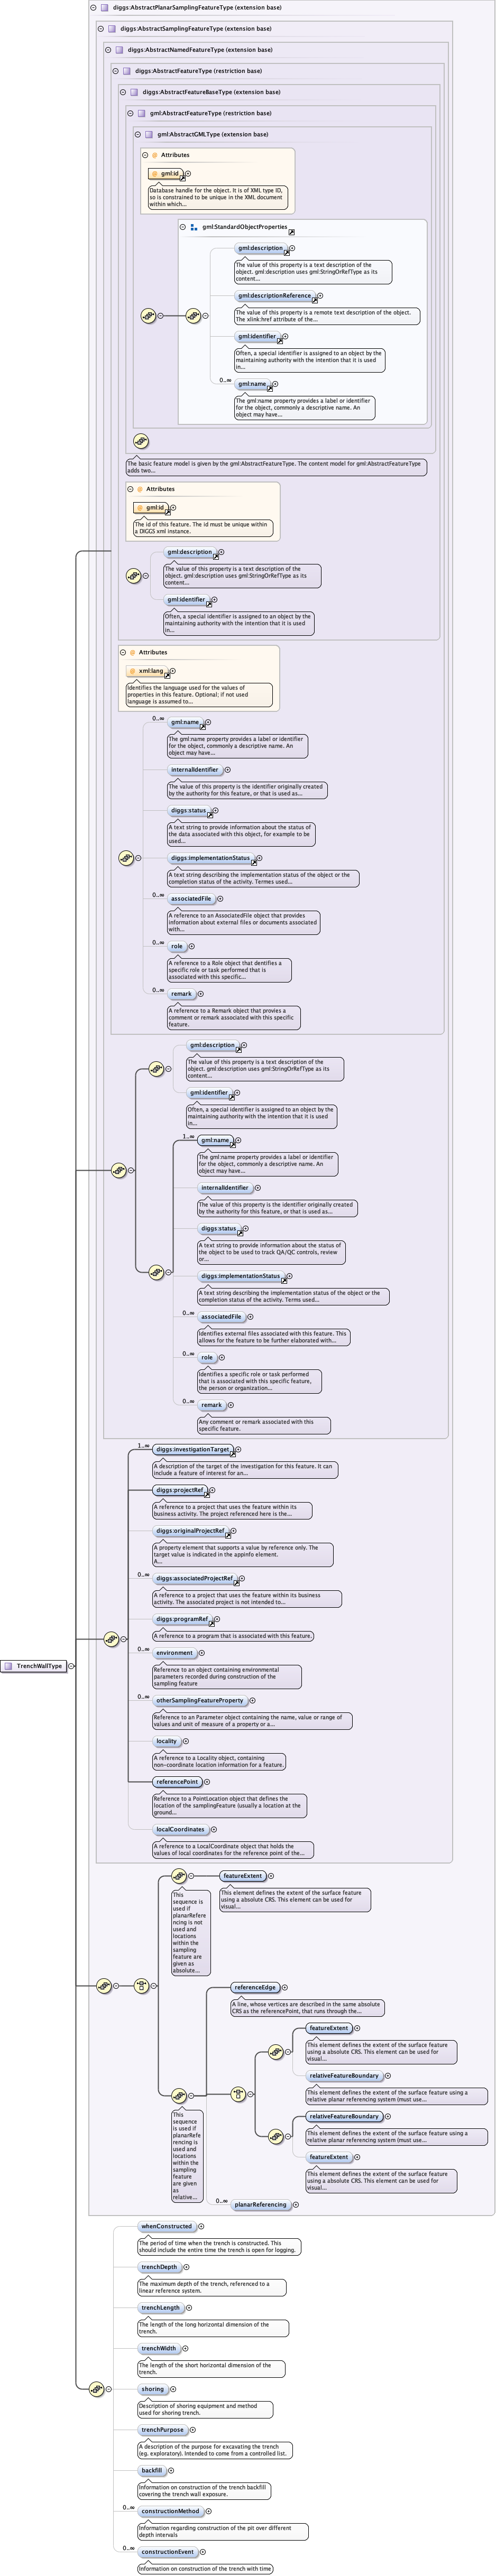 diggs:AbstractPlanarSamplingFeatureType (extension base)
diggs:AbstractSamplingFeatureType (extension base)
diggs:AbstractNamedFeatureType (extension base)
diggs:AbstractFeatureType (restriction base)
diggs:AbstractFeatureBaseType (extension base)
gml:AbstractFeatureType (restriction base)
gml:AbstractGMLType (extension base)
Attributes
gml:id
Database handle for the object. It is of XML type ID,
so is constrained to be unique in the XML document
within which...
gml:StandardObjectProperties
gml:description
The value of this property is a text description of the
object. gml:description uses gml:StringOrRefType as its
content...
gml:descriptionReference
The value of this property is a remote text description of the object.
The xlink:href attribute of the...
gml:identifier
Often, a special identifier is assigned to an object by the
maintaining authority with the intention that it is used
in...
0..∞
gml:name
The gml:name property provides a label or identifier
for the object, commonly a descriptive name. An
object may have...
The basic feature model is given by the gml:AbstractFeatureType. The content model for gml:AbstractFeatureType
adds two...
Attributes
gml:id
The id of this feature. The id must be unique within
a DIGGS xml instance.
gml:description
The value of this property is a text description of the
object. gml:description uses gml:StringOrRefType as its
content...
gml:identifier
Often, a special identifier is assigned to an object by the
maintaining authority with the intention that it is used
in...
Attributes
xml:lang
Identifies the language used for the values of
properties in this feature. Optional; if not used
language is assumed to...
0..∞
gml:name
The gml:name property provides a label or identifier
for the object, commonly a descriptive name. An
object may have...
internalIdentifier
The value of this property is the identifier originally created
by the authority for this feature, or that is used as...
diggs:status
A text string to provide information about the status of
the data associated with this object, for example to be
used...
diggs:implementationStatus
A text string describing the implementation status of the object or the
completion status of the activity. Termes used...
0..∞
associatedFile
A reference to an AssociatedFile object that provides
information about external files or documents associated
with...
0..∞
role
A reference to a Role object that dentifies a
specific role or task performed that is
associated with this specific...
0..∞
remark
A reference to a Remark object that provies a
comment or remark associated with this specific
feature.
gml:description
The value of this property is a text description of the
object. gml:description uses gml:StringOrRefType as its
content...
gml:identifier
Often, a special identifier is assigned to an object by the
maintaining authority with the intention that it is used
in...
1..∞
gml:name
The gml:name property provides a label or identifier
for the object, commonly a descriptive name. An
object may have...
internalIdentifier
The value of this property is the identifier originally created
by the authority for this feature, or that is used as...
diggs:status
A text string to provide information about the status of
the object to be used to track QA/QC controls, review
or...
diggs:implementationStatus
A text string describing the implementation status of the object or the
completion status of the activity. Terms used...
0..∞
associatedFile
Identifies external files associated with this feature. This
allows for the feature to be further elaborated with...
0..∞
role
Identifies a specific role or task performed
that is associated with this specific feature,
the person or organization...
0..∞
remark
Any comment or remark associated with this
specific feature.
1..∞
diggs:investigationTarget
A description of the target of the investigation for this feature. It can
include a feature of interest for an...
diggs:projectRef
A reference to a project that uses the feature within its
business activity. The project referenced here is the...
diggs:originalProjectRef
A property element that supports a value by reference only. The
target value is indicated in the appinfo element.
A...
0..∞
diggs:associatedProjectRef
A reference to a project that uses the feature within its business
activity. The associated project is not intended to...
diggs:programRef
A reference to a program that is associated with this feature.
0..∞
environment
Reference to an object containing environmental
parameters recorded during construction of the sampling
feature
0..∞
otherSamplingFeatureProperty
Reference to an Parameter object containing the name, value or range of
values and unit of measure of a property or a...
locality
A reference to a Locality object, containing
non-coordinate location information for a feature.
referencePoint
Reference to a PointLocation object that defines the
location of the samplingFeature (usually a location at the
ground...
localCoordinates
A reference to a LocalCoordinate object that holds the
values of local coordinates for the reference point of the...
TrenchWallType
featureExtent
This element defines the extent of the surface feature
using a absolute CRS. This element can be used for
visual...
This
sequence is
used if
planarRefere
ncing is not
used and
locations
within the
sampling
feature are
given as
absolute...
referenceEdge
A line, whose vertices are described in the same absolute
CRS as the referencePoint, that runs through the...
featureExtent
This element defines the extent of the surface feature
using a absolute CRS. This element can be used for
visual...
relativeFeatureBoundary
This element defines the extent of the surface feature using a
relative planar referencing system (must use...
relativeFeatureBoundary
This element defines the extent of the surface feature using a
relative planar referencing system (must use...
featureExtent
This element defines the extent of the surface feature
using a absolute CRS. This element can be used for
visual...
This
sequence is
used if
planarRefe
rencing is
used and
locations
within the
sampling
feature are
given as
relative...
0..∞
planarReferencing
whenConstructed
The period of time when the trench is constructed. This
should include the entire time the trench is open for logging.
trenchDepth
The maximum depth of the trench, referenced to a
linear reference system.
trenchLength
The length of the long horizontal dimension of the
trench.
trenchWidth
The length of the short horizontal dimension of the
trench.
shoring
Description of shoring equipment and method
used for shoring trench.
trenchPurpose
A description of the purpose for excavating the trench
(eg. exploratory). Intended to come from a controlled list.
backfill
Information on construction of the trench backfill
covering the trench wall exposure.
0..∞
constructionMethod
Information regarding construction of the pit over different
depth intervals
0..∞
constructionEvent
Information on construction of the trench with time